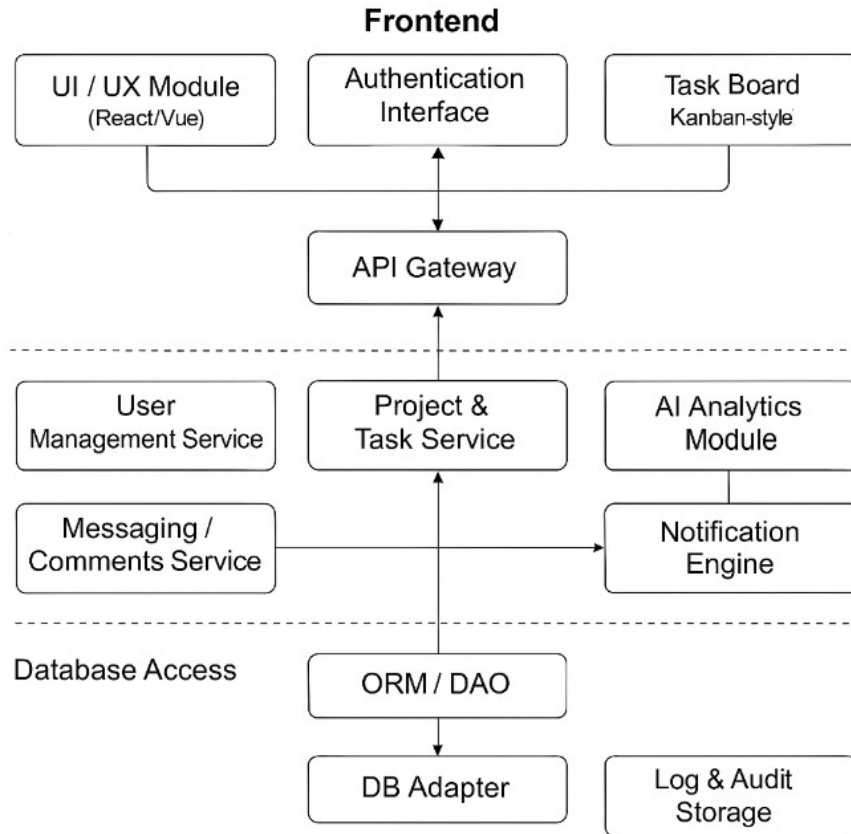 Frontend
UI / UX Module
(React/Vue)
Authentication
Interface
Task Board
Kanban-style'
API Gateway
User
Management Service
Project &
Task Service
AI Analytics
Module
Messaging /
Comments Service
Notification
Engine
Database Access
ORM / DAO
DB Adapter
Log & Audit
Storage